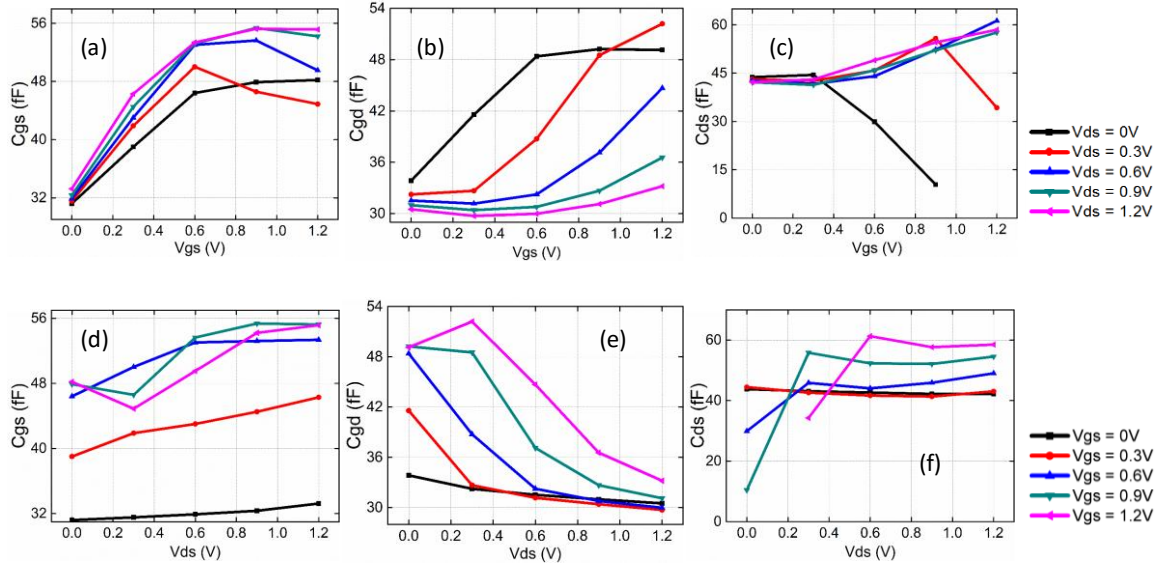 (a)
Cgs (fF)
56
48
40
32
0.0 0.2 0.4 0.6 0.8 1.0 1.2
Vgs (V)
(b)
Cgd (fF)
54
48
42
36
30
0.0 0.2 0.4 0.6 0.8 1.0 1.2
Vgs (V)
(c)
Cds (fF)
60
45
30
15
0
0.0 0.2 0.4 0.6 0.8 1.0 1.2
Vgs (V)
Vds = 0V
Vds = 0.3V
Vds = 0.6V
Vds = 0.9V
Vds = 1.2V
(d)
Cgs (fF)
56
48
40
32
0.0 0.2 0.4 0.6 0.8 1.0 1.2
Vds (V)
(e)
Cgd (fF)
54
48
42
36
30
0.0 0.2 0.4 0.6 0.8 1.0 1.2
Vds (V)
(f)
Cds (fF)
60
40
20
0
0.0 0.2 0.4 0.6 0.8 1.0 1.2
Vds (V)
Vgs = 0V
Vgs = 0.3V
Vgs = 0.6V
Vgs = 0.9V
Vgs = 1.2V